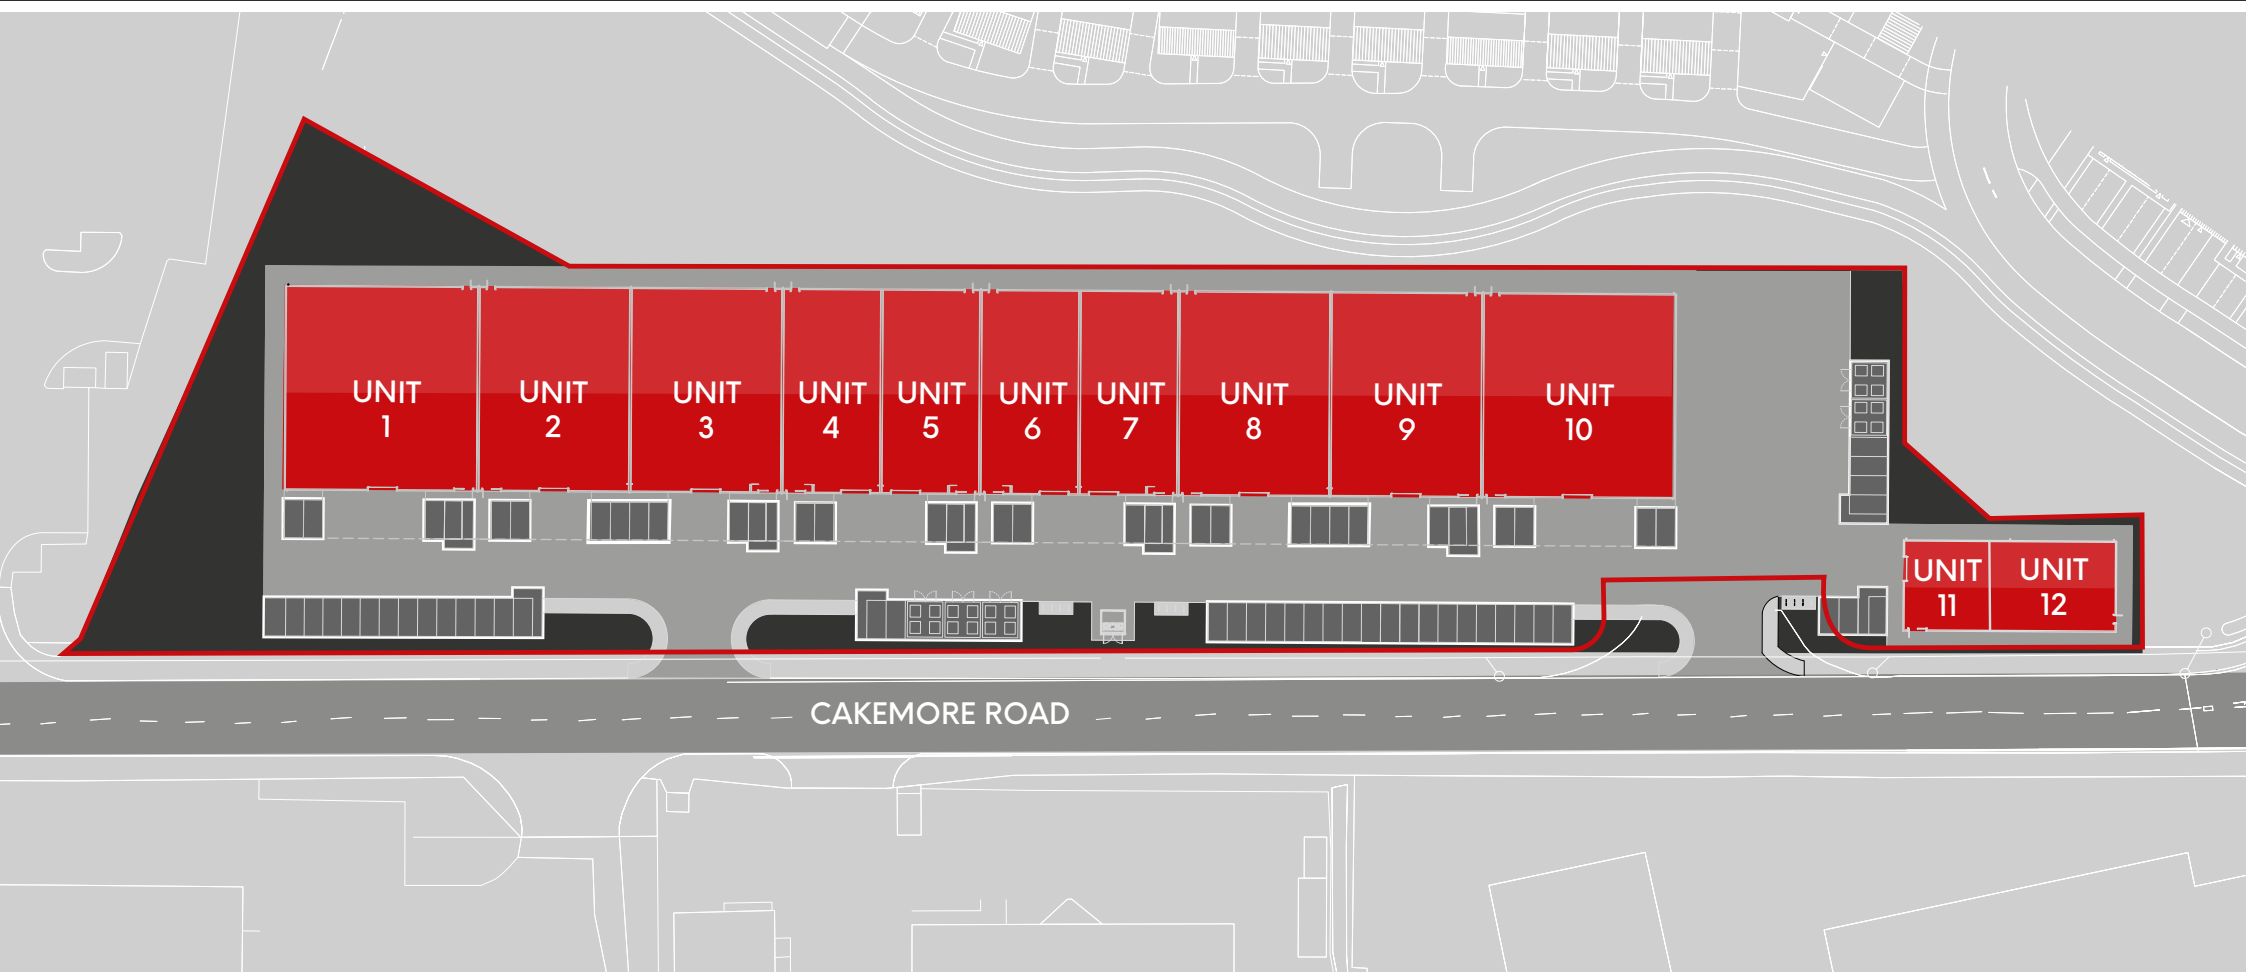 UNIT
1
UNIT
2
UNIT
3
UNIT
4
UNIT
5
UNIT
6
UNIT
7
UNIT
8
UNIT
9
UNIT
10
UNIT
11
UNIT
12
CAKEMORE ROAD